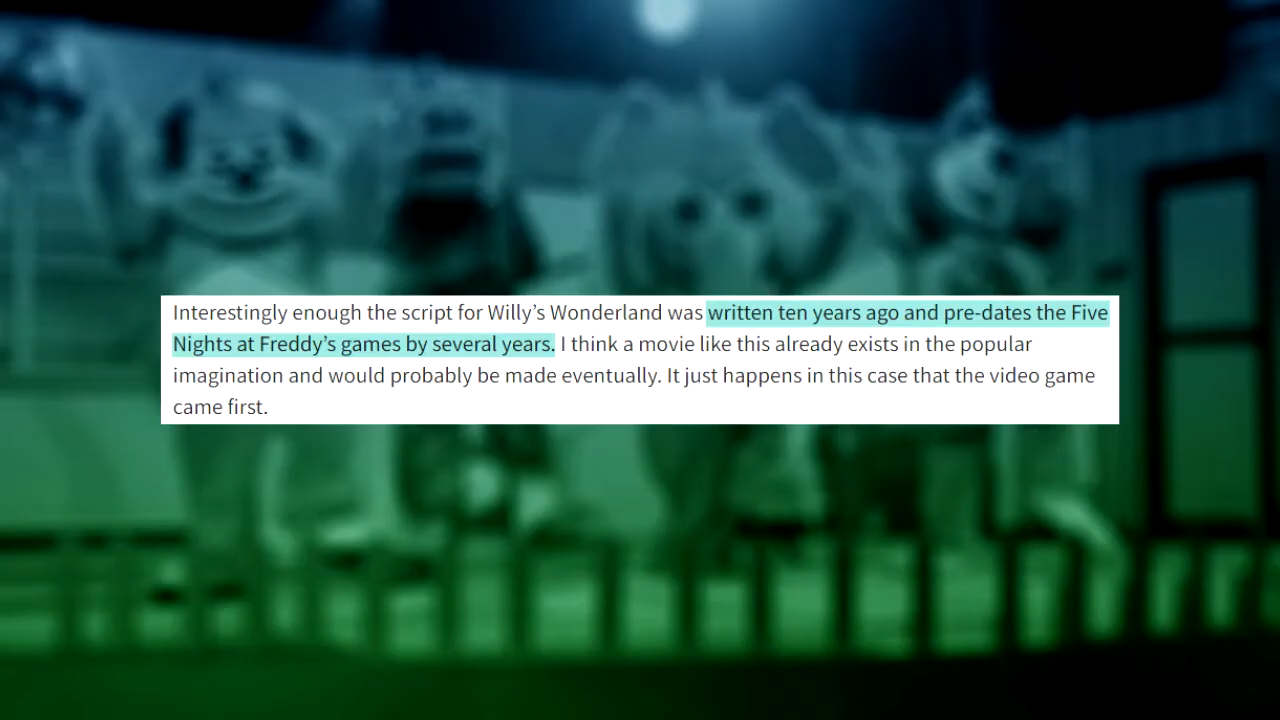 Interestingly enough the script for Willy’s Wonderland was written ten years ago and pre-dates the Five
Nights at Freddy’s games by several years. I think a movie like this already exists in the popular
imagination and would probably be made eventually. It just happens in this case that the video game
came first.